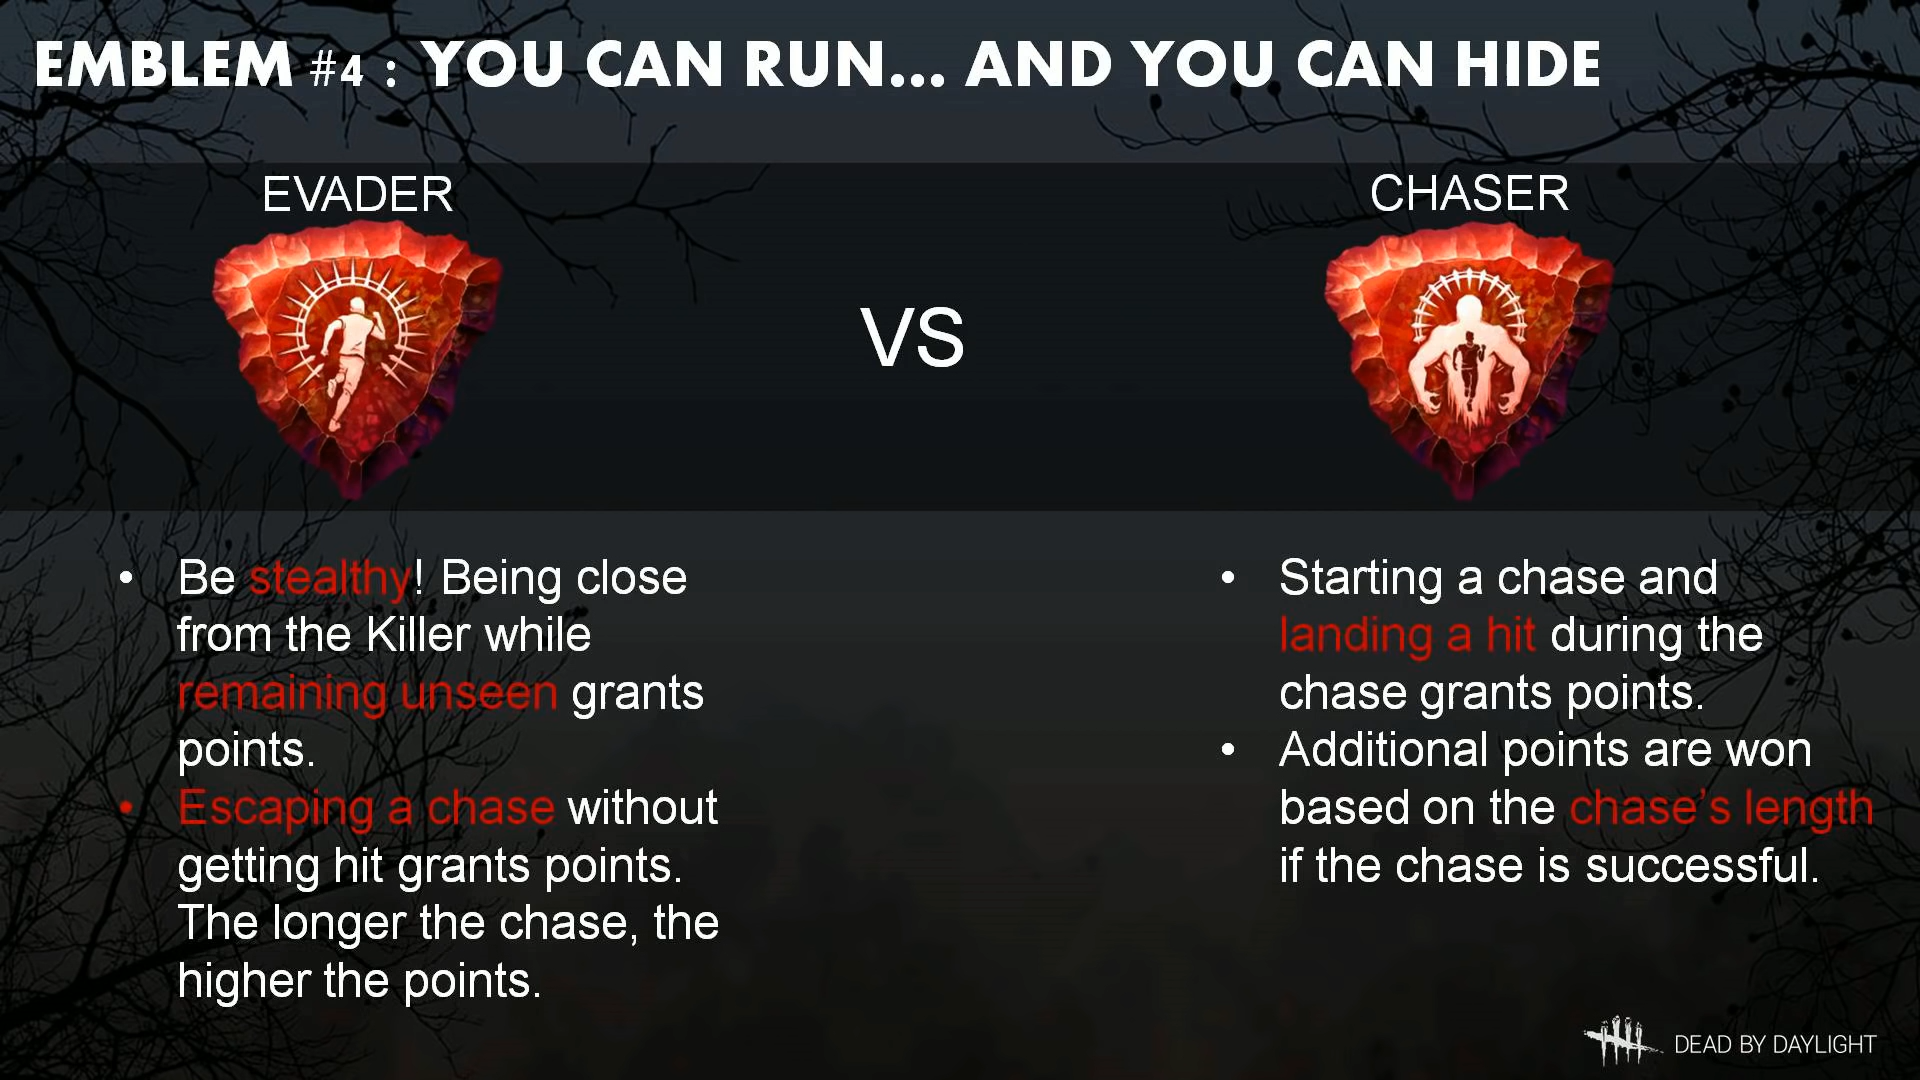 EMBLEM #4 : YOU CAN RUN... AND YOU CAN HIDE
EVADER
VS
CHASER
• Be stealthy! Being close
from the Killer while
remaining unseen grants
points.
• Escaping a chase without
getting hit grants points.
The longer the chase, the
higher the points.
• Starting a chase and
landing a hit during the
chase grants points.
• Additional points are won
based on the chase’s length
if the chase is successful.
DEAD BY DAYLIGHT